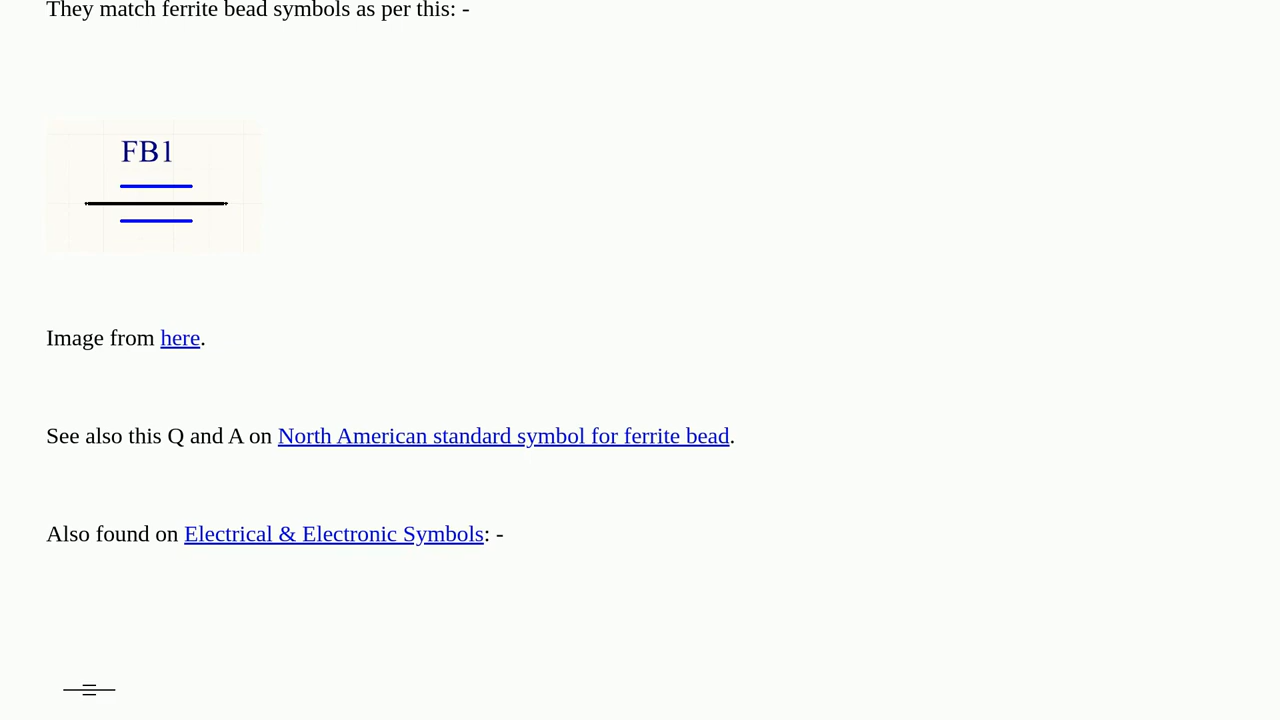 They match ferrite bead symbols as per this: -
FB1
Image from here.
See also this Q and A on North American standard symbol for ferrite bead.
Also found on Electrical & Electronic Symbols: -